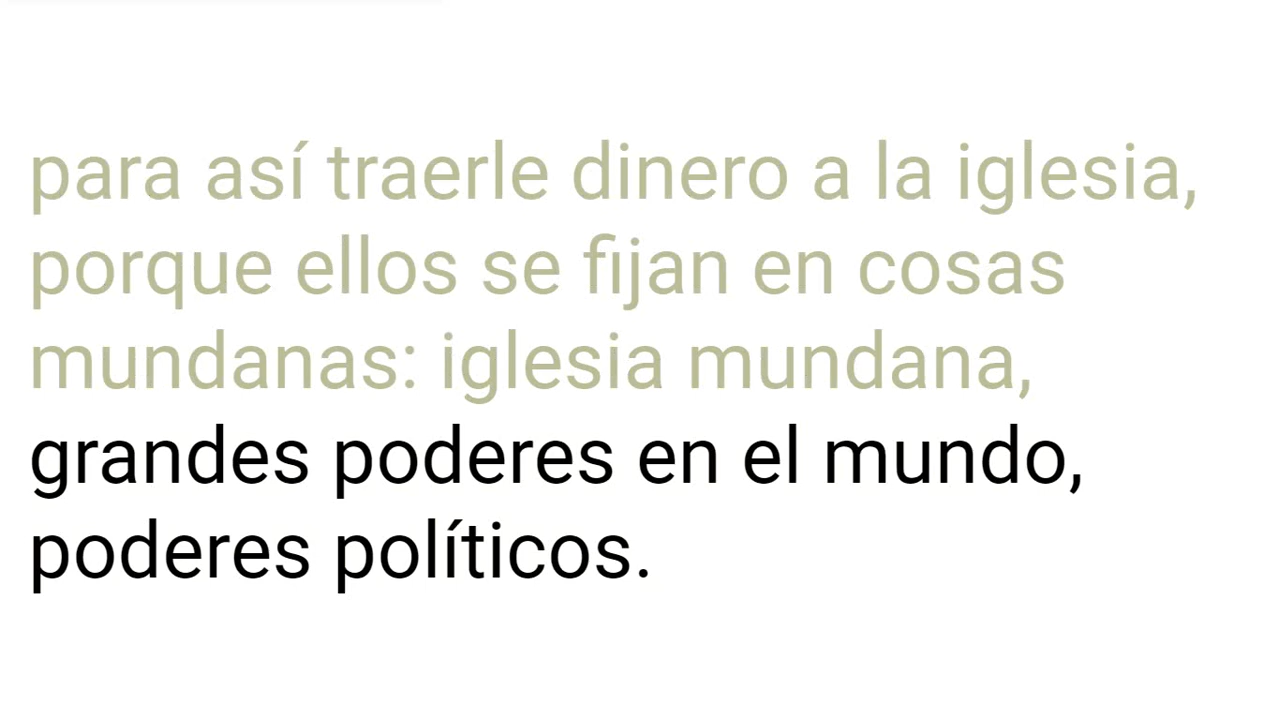 para así traerle dinero a la iglesia,
porque ellos se fijan en cosas
mundanas: iglesia mundana,
grandes poderes en el mundo,
poderes políticos.